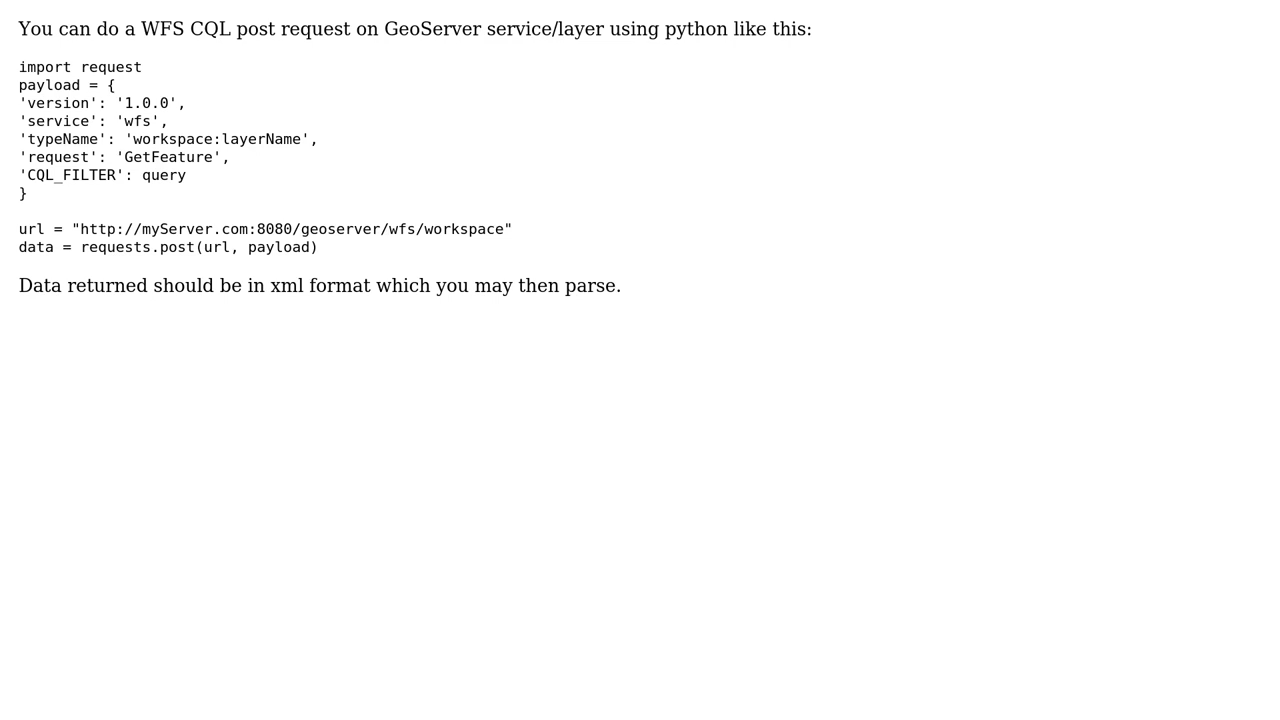 You can do a WFS CQL post request on GeoServer service/layer using python like this:
import request
payload = {
'version': '1.0.0',
'service': 'wfs',
'typeName': 'workspace:layerName',
'request': 'GetFeature',
'CQL_FILTER': query
}
url = "http://myServer.com:8080/geoserver/wfs/workspace"
data = requests.post(url, payload)
Data returned should be in xml format which you may then parse.